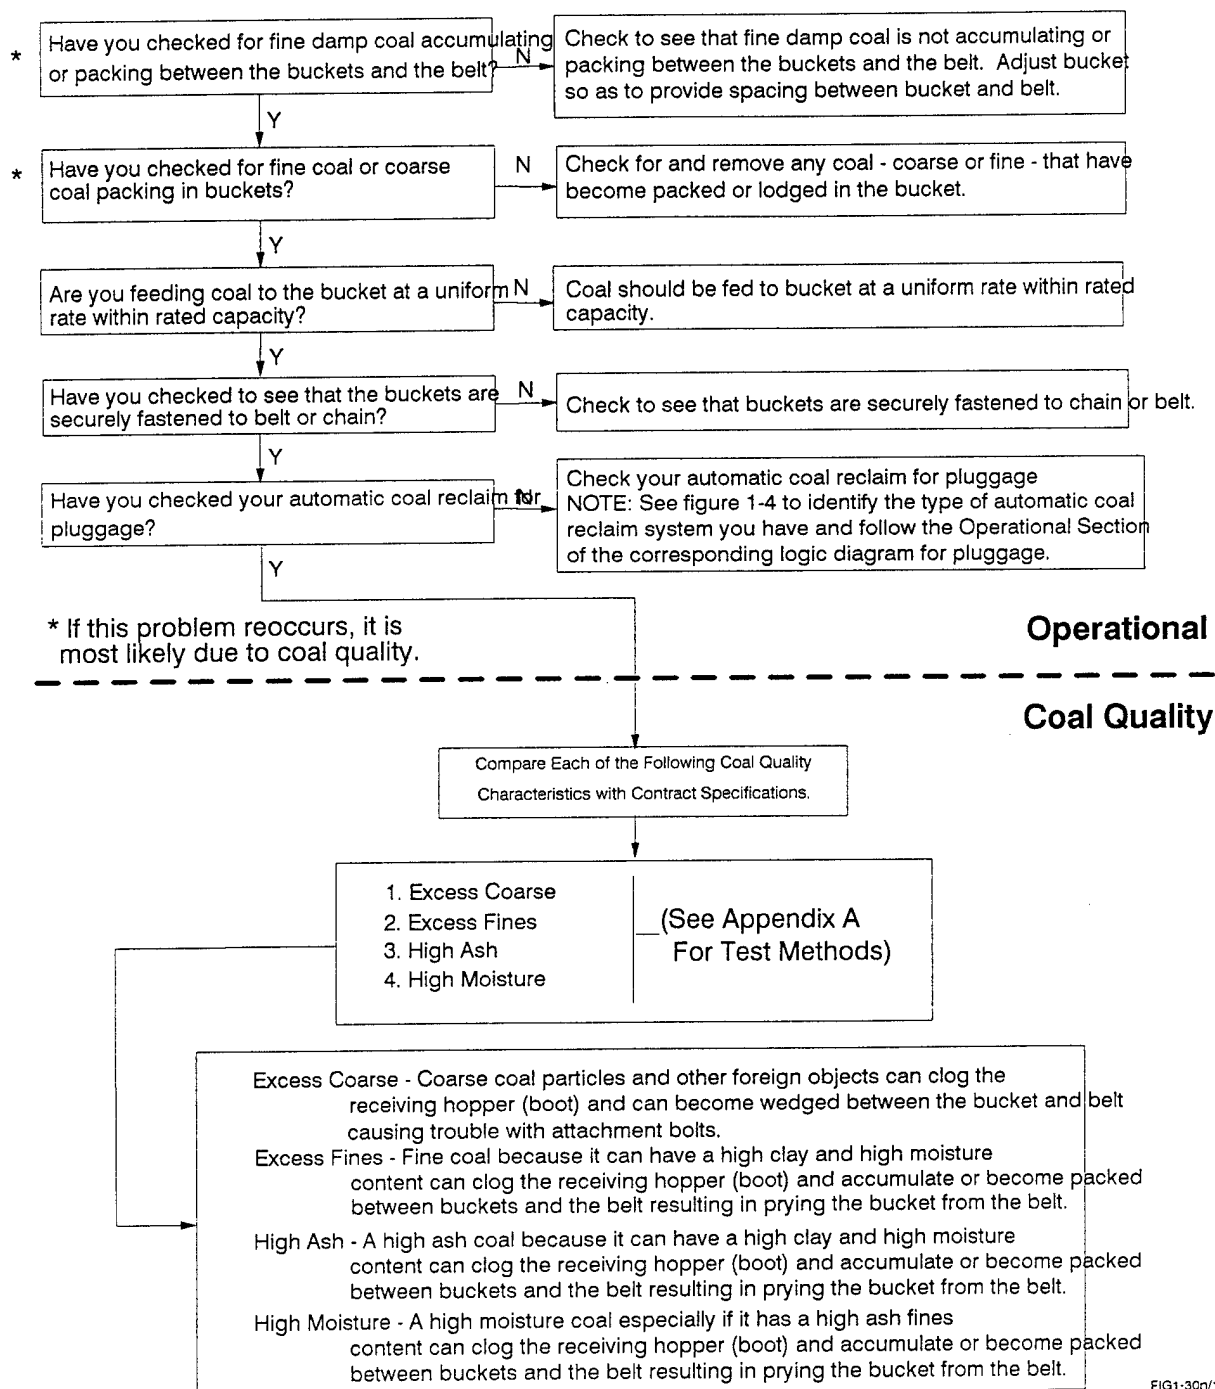 * Have you checked for fine damp coal accumulating
or packing between the buckets and the belt?
N
Check to see that fine damp coal is not accumulating or
packing between the buckets and the belt. Adjust bucket
so as to provide spacing between bucket and belt.
Y
* Have you checked for fine coal or coarse
coal packing in buckets?
N
Check for and remove any coal - coarse or fine - that have
become packed or lodged in the bucket.
Y
Are you feeding coal to the bucket at a uniform
rate within rated capacity?
N
Coal should be fed to bucket at a uniform rate within rated
capacity.
Y
Have you checked to see that the buckets are
securely fastened to belt or chain?
N
Check to see that buckets are securely fastened to chain or belt.
Y
Have you checked your automatic coal reclaim for
pluggage?
N
Check your automatic coal reclaim for pluggage
NOTE: See figure 1-4 to identify the type of automatic coal
reclaim system you have and follow the Operational Section
of the corresponding logic diagram for pluggage.
Y
* If this problem reoccurs, it is
most likely due to coal quality.
Operational
Coal Quality
Compare Each of the Following Coal Quality
Characteristics with Contract Specifications.
1. Excess Coarse
2. Excess Fines
3. High Ash
4. High Moisture
(See Appendix A
For Test Methods)
Excess Coarse - Coarse coal particles and other foreign objects can clog the
receiving hopper (boot) and can become wedged between the bucket and belt
causing trouble with attachment bolts.
Excess Fines - Fine coal because it can have a high clay and high moisture
content can clog the receiving hopper (boot) and accumulate or become packed
between buckets and the belt resulting in prying the bucket from the belt.
High Ash - A high ash coal because it can have a high clay and high moisture
content can clog the receiving hopper (boot) and accumulate or become packed
between buckets and the belt resulting in prying the bucket from the belt.
High Moisture - A high moisture coal especially if it has a high ash fines
content can clog the receiving hopper (boot) and accumulate or become packed
between buckets and the belt resulting in prying the bucket from the belt.